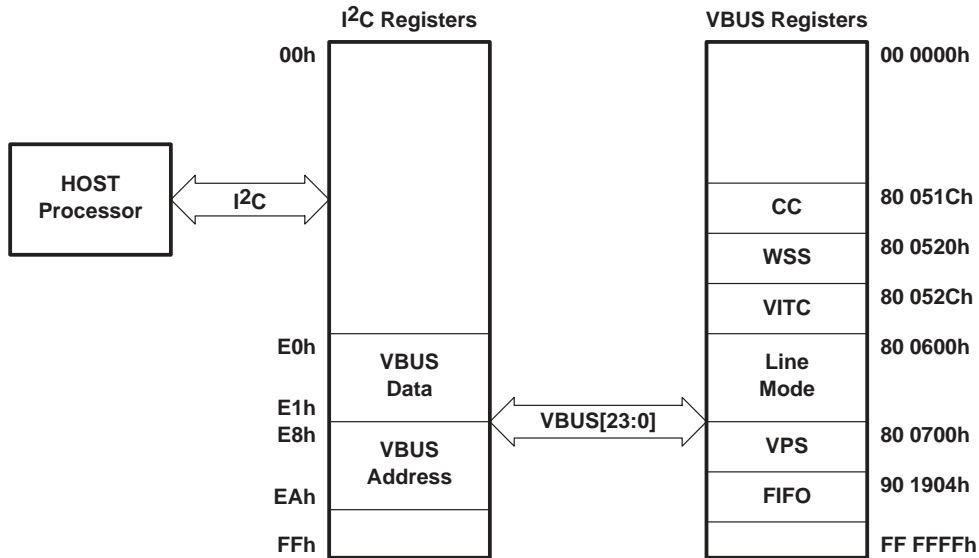 I2C Registers
VBUS Registers
00h
00 0000h
HOST
Processor
I2C
CC
80 051Ch
WSS
80 0520h
VITC
80 052Ch
E0h
VBUS
Data
Line
Mode
80 0600h
E1h
VBUS[23:0]
E8h
VBUS
Address
VPS
80 0700h
EAh
FIFO
90 1904h
FFh
FF FFFFh